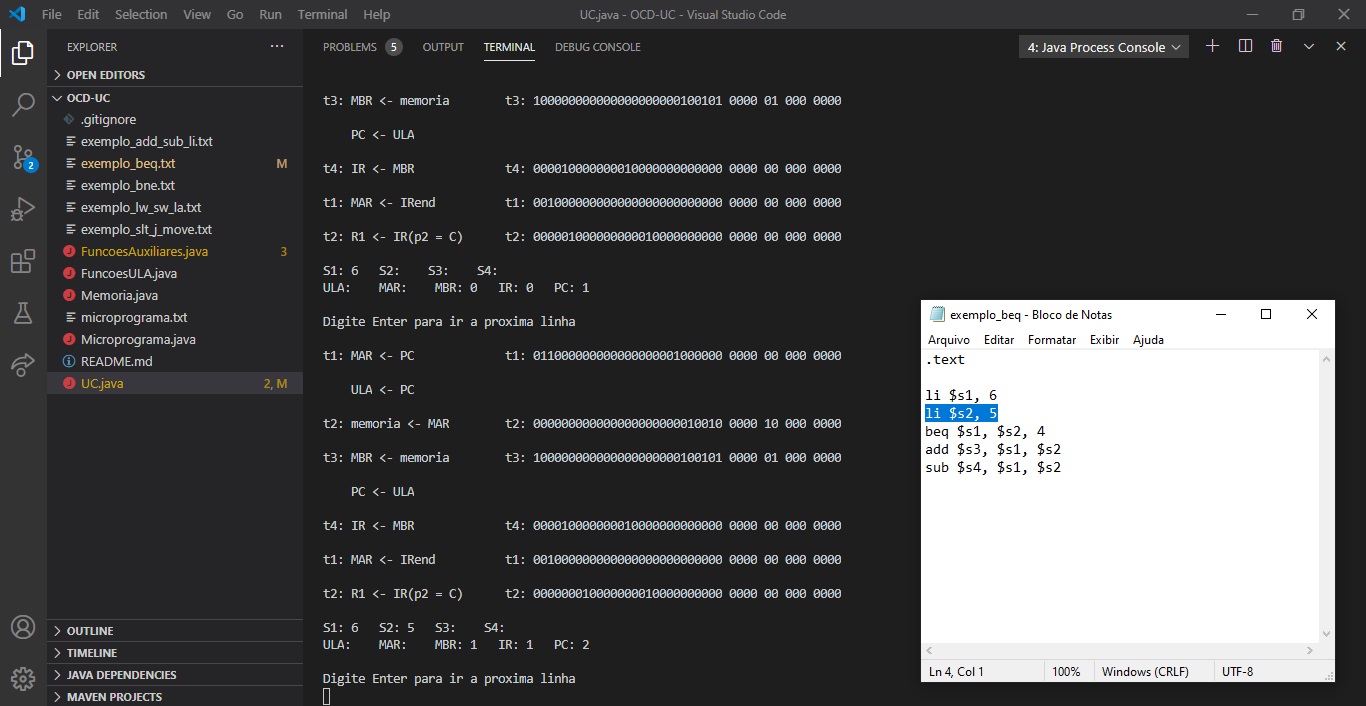 File Edit Selection View Go Run Terminal Help UC.java - OCD-UC - Visual Studio Code
EXPLORER ...
OPEN EDITORS
OCD-UC
.gitignore
exemplo_add_sub_li.txt
exemplo_beq.txt M
exemplo_bne.txt
exemplo_lw_sw_la.txt
exemplo_slt_j_move.txt
FuncoesAuxiliares.java 3
FuncoesULA.java
Memoria.java
microprograma.txt
Microprograma.java
README.md
UC.java 2, M
2
OUTLINE
TIMELINE
JAVA DEPENDENCIES
MAVEN PROJECTS
PROBLEMS 5 OUTPUT TERMINAL DEBUG CONSOLE 4: Java Process Console
t3: MBR <- memoria t3: 100000000000000000000100101 0000 01 000 0000
PC <- ULA
t4: IR <- MBR t4: 000010000000010000000000000 0000 00 000 0000
t1: MAR <- IRend t1: 001000000000000000000000000 0000 00 000 0000
t2: R1 <- IR(p2 = C) t2: 000001000000000010000000000 0000 00 000 0000
S1: 6 S2: S3: S4:
ULA: MAR: MBR: 0 IR: 0 PC: 1
Digite Enter para ir a proxima linha
t1: MAR <- PC t1: 011000000000000000001000000 0000 00 000 0000
ULA <- PC
t2: memoria <- MAR t2: 000000000000000000000010010 0000 10 000 0000
t3: MBR <- memoria t3: 100000000000000000000100101 0000 01 000 0000
PC <- ULA
t4: IR <- MBR t4: 000010000000010000000000000 0000 00 000 0000
t1: MAR <- IRend t1: 001000000000000000000000000 0000 00 000 0000
t2: R1 <- IR(p2 = C) t2: 000000010000000010000000000 0000 00 000 0000
S1: 6 S2: 5 S3: S4:
ULA: MAR: MBR: 1 IR: 1 PC: 2
Digite Enter para ir a proxima linha
exemplo_beq - Bloco de Notas
Arquivo Editar Formatar Exibir Ajuda
.text
li $s1, 6
li $s2, 5
beq $s1, $s2, 4
add $s3, $s1, $s2
sub $s4, $s1, $s2
Ln 4, Col 1 100% Windows (CRLF) UTF-8